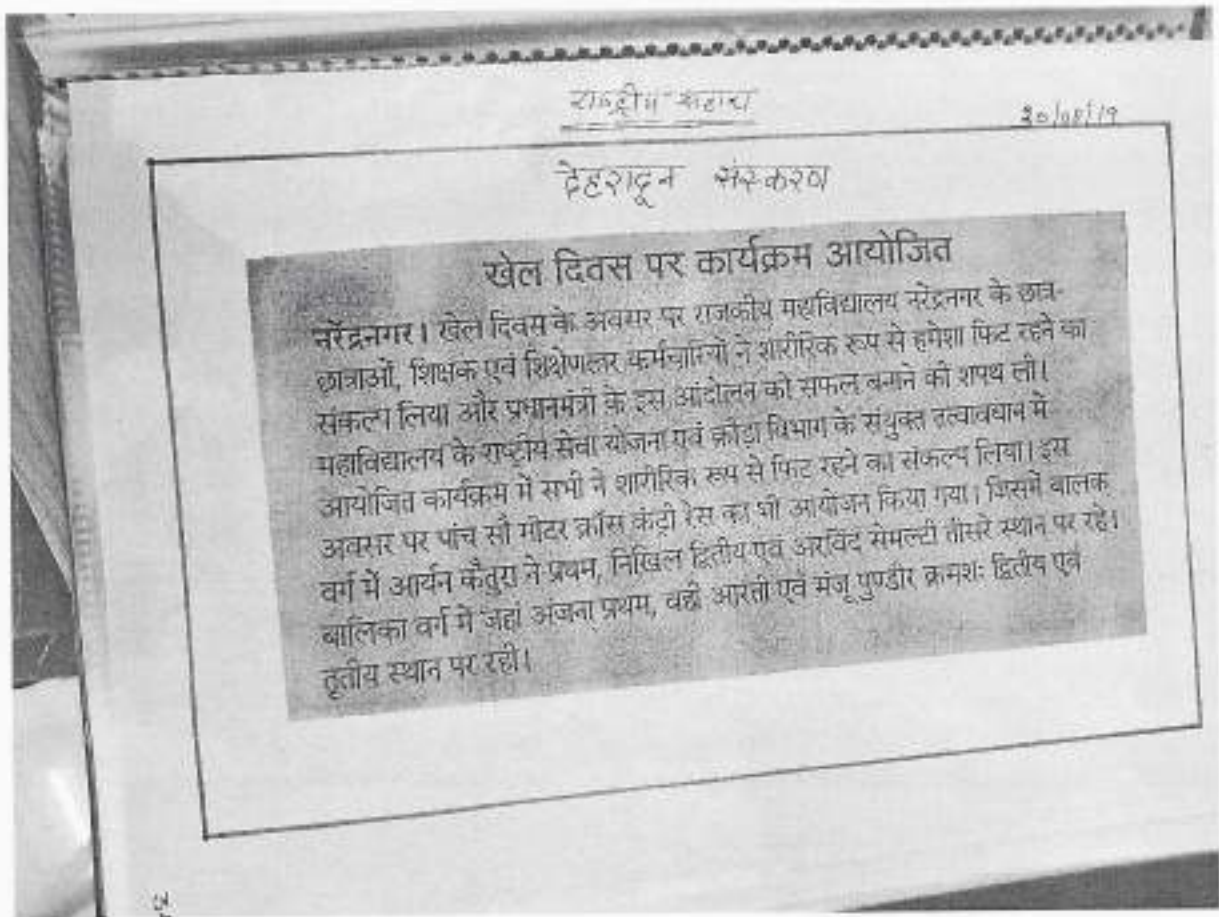 राष्ट्रीय सहारा
30/08/19
देहरादून संस्करण
खेल दिवस पर कार्यक्रम आयोजित
नरेंद्रनगर। खेल दिवस के अवसर पर राजकीय महाविद्यालय नरेंद्रनगर के छात्र-
छात्राओं, शिक्षक एवं शिक्षेणत्तर कर्मचारियों ने शारीरिक रूप से हमेशा फिट रहने का
संकल्प लिया और प्रधानमंत्री के इस आंदोलन को सफल बनाने की शपथ ली।
महाविद्यालय के राष्ट्रीय सेवा योजना एवं क्रीड़ा विभाग के संयुक्त तत्वावधान में
आयोजित कार्यक्रम में सभी ने शारीरिक रूप से फिट रहने का संकल्प लिया। इस
अवसर पर पांच सौ मीटर क्रॉस कंट्री रेस का भी आयोजन किया गया। जिसमें बालक
वर्ग में आर्यन कैंतुरा ने प्रथम, निखिल द्वितीय एवं अरविंद सेमल्टी तीसरे स्थान पर रहे।
बालिका वर्ग में जहां अंजना प्रथम, वहीं आरती एवं मंजू पुण्डीर क्रमशः द्वितीय एवं
तृतीय स्थान पर रही।